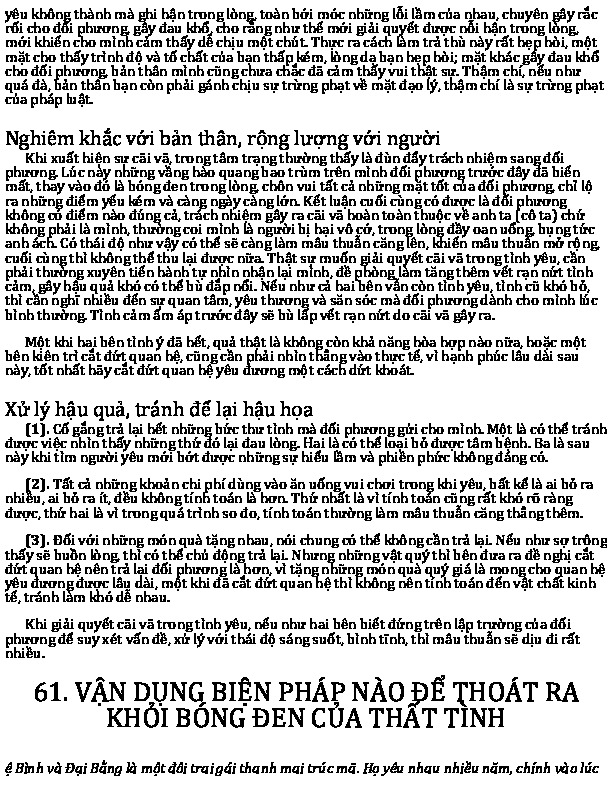 yêu không thành mà ghi hận trong lòng, toàn bới móc những lỗi lầm của nhau, chuyên gây rắc
rối cho đối phương, gây đau khổ, cho rằng như thế mới giải quyết được nỗi hận trong lòng,
mới khiến cho mình cảm thấy dễ chịu một chút. Thực ra cách làm trả thù này rất hẹp hòi, một
mặt cho thấy trình độ và tố chất của bạn thấp kém, lòng dạ bạn hẹp hòi; mặt khác gây đau khổ
cho đối phương, bản thân mình cũng chưa chắc đã cảm thấy vui thật sự. Thậm chí, nếu như
quá đà, bản thân bạn còn phải gánh chịu sự trừng phạt về mặt đạo lý, thậm chí là sự trừng phạt
của pháp luật.
Nghiêm khắc với bản thân, rộng lượng với người
Khi xuất hiện sự cãi vã, trong tâm trạng thường thấy là đùn đẩy trách nhiệm sang đối
phương. Lúc này những vầng hào quang bao trùm trên mình đối phương trước đây đã biến
mất, thay vào đó là bóng đen trong lòng, chôn vui tất cả những mặt tốt của đối phương, chỉ lộ
ra những điểm yếu kém và càng ngày càng lớn. Kết luận cuối cùng có được là đối phương
không có điểm nào đúng cả, trách nhiệm gây ra cãi vã hoàn toàn thuộc về anh ta (cô ta) chứ
không phải là mình, thường coi mình là người bị hại vô cớ, trong lòng đầy oan uổng, bụng tức
anh ách. Có thái độ như vậy có thể sẽ càng làm mâu thuẫn căng lên, khiến mâu thuẫn mở rộng,
cuối cùng thì không thể thu lại được nữa. Thật sự muốn giải quyết cãi vã trong tình yêu, cần
phải thường xuyên tiến hành tự nhìn nhận lại mình, đề phòng làm tăng thêm vết rạn nứt tình
cảm, gây hậu quả khó có thể bù đắp nổi. Nếu như cả hai bên vẫn còn tình yêu, tình cũ khó bỏ,
thì cần nghĩ nhiều đến sự quan tâm, yêu thương và săn sóc mà đối phương dành cho mình lúc
bình thường. Tình cảm ấm áp trước đây sẽ bù lấp vết rạn nứt do cãi vã gây ra.
Một khi hai bên tình ý đã hết, quả thật là không còn khả năng hòa hợp nào nữa, hoặc một
bên kiên trì cắt đứt quan hệ, cũng cần phải nhìn thẳng vào thực tế, vì hạnh phúc lâu dài sau
này, tốt nhất hãy cắt đứt quan hệ yêu đương một cách dứt khoát.
Xử lý hậu quả, tránh để lại hậu họa
(1). Cố gắng trả lại hết những bức thư tình mà đối phương gửi cho mình. Một là có thể tránh
được việc nhìn thấy những thứ đó lại đau lòng. Hai là có thể loại bỏ được tâm bệnh. Ba là sau
này khi tìm người yêu mới bớt được những sự hiểu lầm và phiền phức không đáng có.
(2). Tất cả những khoản chi phí dùng vào ăn uống vui chơi trong khi yêu, bất kể là ai bỏ ra
nhiều, ai bỏ ra ít, đều không tính toán là hơn. Thứ nhất là vì tính toán cũng rất khó rõ ràng
được, thứ hai là vì trong quá trình so đo, tính toán thường làm mâu thuẫn căng thẳng thêm.
(3). Đối với những món quà tặng nhau, nói chung có thể không cần trả lại. Nếu như sợ trông
thấy sẽ buồn lòng, thì có thể chủ động trả lại. Nhưng những vật quý thì bên đưa ra đề nghị cắt
đứt quan hệ nên trả lại đối phương là hơn, vì tặng những món quà quý giá là mong cho quan hệ
yêu đương được lâu dài, một khi đã cắt đứt quan hệ thì không nên tính toán đến vật chất kinh
tế, tránh làm khó dễ nhau.
Khi giải quyết cãi vã trong tình yêu, nếu như hai bên biết đứng trên lập trường của đối
phương để suy xét vấn đề, xử lý với thái độ sáng suốt, bình tĩnh, thì mâu thuẫn sẽ dịu đi rất
nhiều.
61. VẬN DỤNG BIỆN PHÁP NÀO ĐỂ THOÁT RA
KHỎI BÓNG ĐEN CỦA THẤT TÌNH
ệ Bình và Đại Bằng là một đôi trai gái thanh mai trúc mã. Họ yêu nhau nhiều năm, chính vào lúc